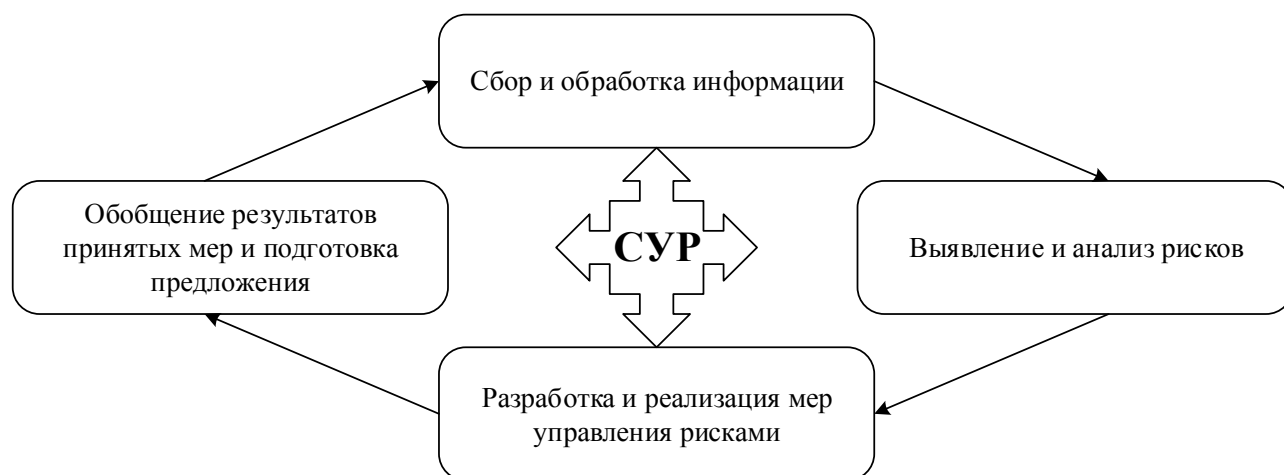 Сбор и обработка информации
Обобщение результатов
принятых мер и подготовка
предложения
СУР
Выявление и анализ рисков
Разработка и реализация мер
управления рисками